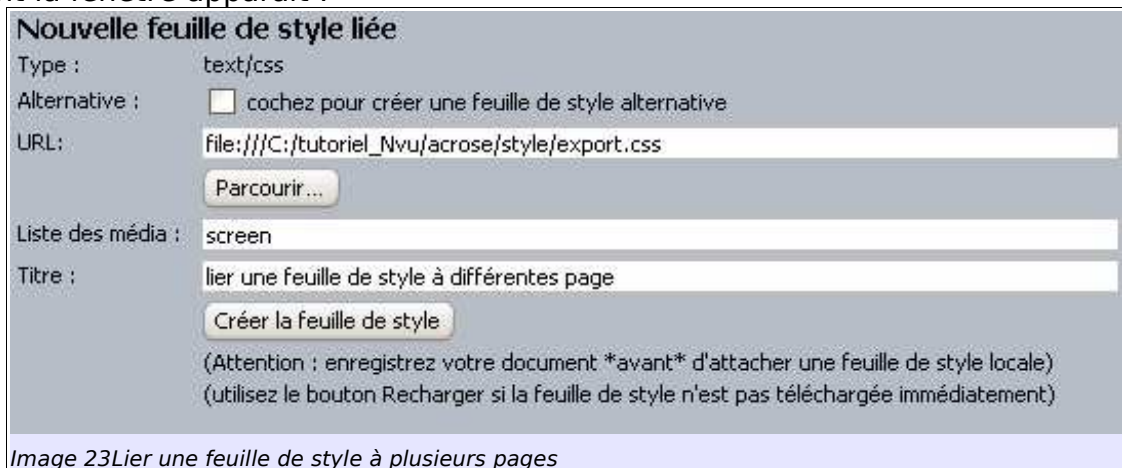 t la fenêtre apparaît :
Nouvelle feuille de style liée
Type : text/css
Alternative : cochez pour créer une feuille de style alternative
URL: file:///C:/tutoriel_Nvu/acrose/style/export.css
Parcourir...
Liste des média : screen
Titre : lier une feuille de style à différentes page
Créer la feuille de style
(Attention : enregistrez votre document *avant* d'attacher une feuille de style locale)
(utilisez le bouton Recharger si la feuille de style n'est pas téléchargée immédiatement)
Image 23Lier une feuille de style à plusieurs pages